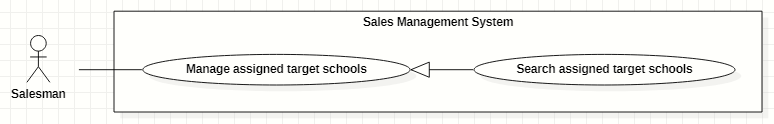 Sales Management System
Manage assigned target schools
Search assigned target schools
Salesman